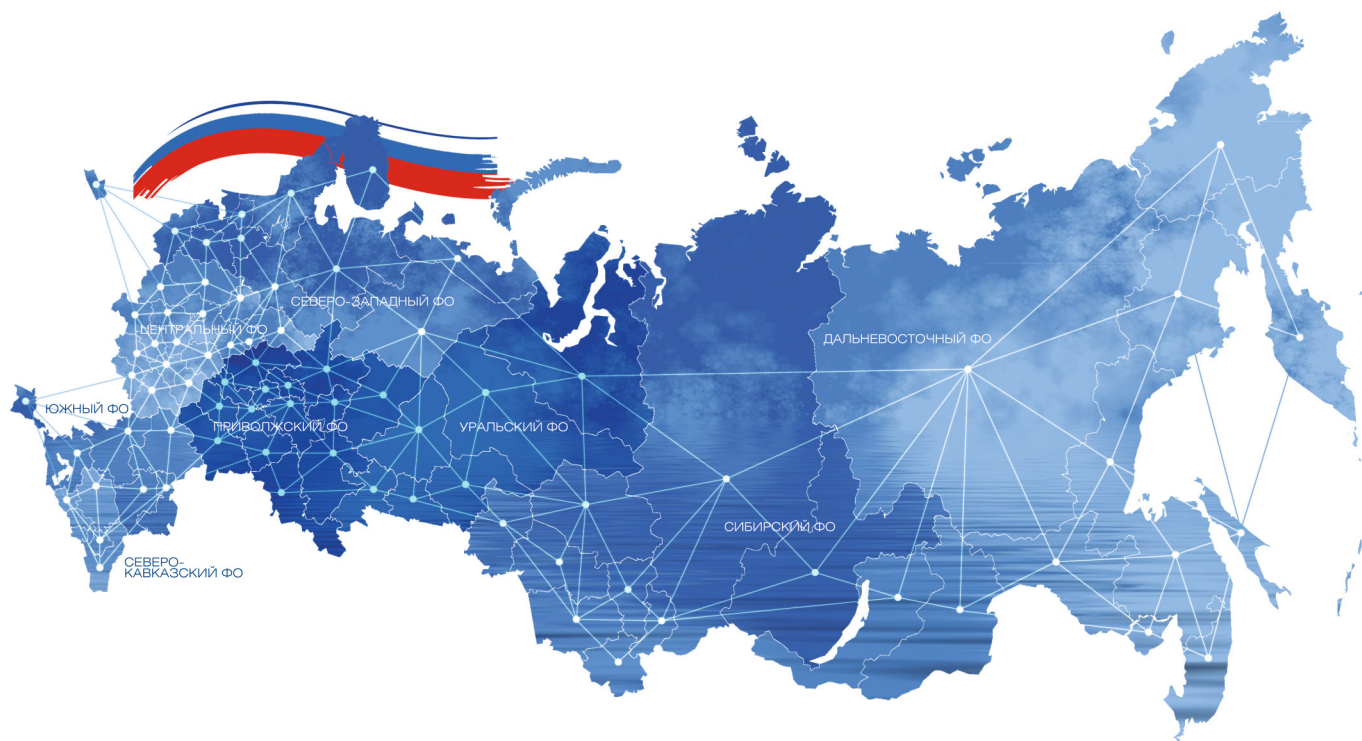 СЕВЕРО-ЗАПАДНЫЙ ФО
ЦЕНТРАЛЬНЫЙ ФО
ДАЛЬНЕВОСТОЧНЫЙ ФО
ЮЖНЫЙ ФО
ПРИВОЛЖСКИЙ ФО
УРАЛЬСКИЙ ФО
СИБИРСКИЙ ФО
СЕВЕРО-
КАВКАЗСКИЙ ФО